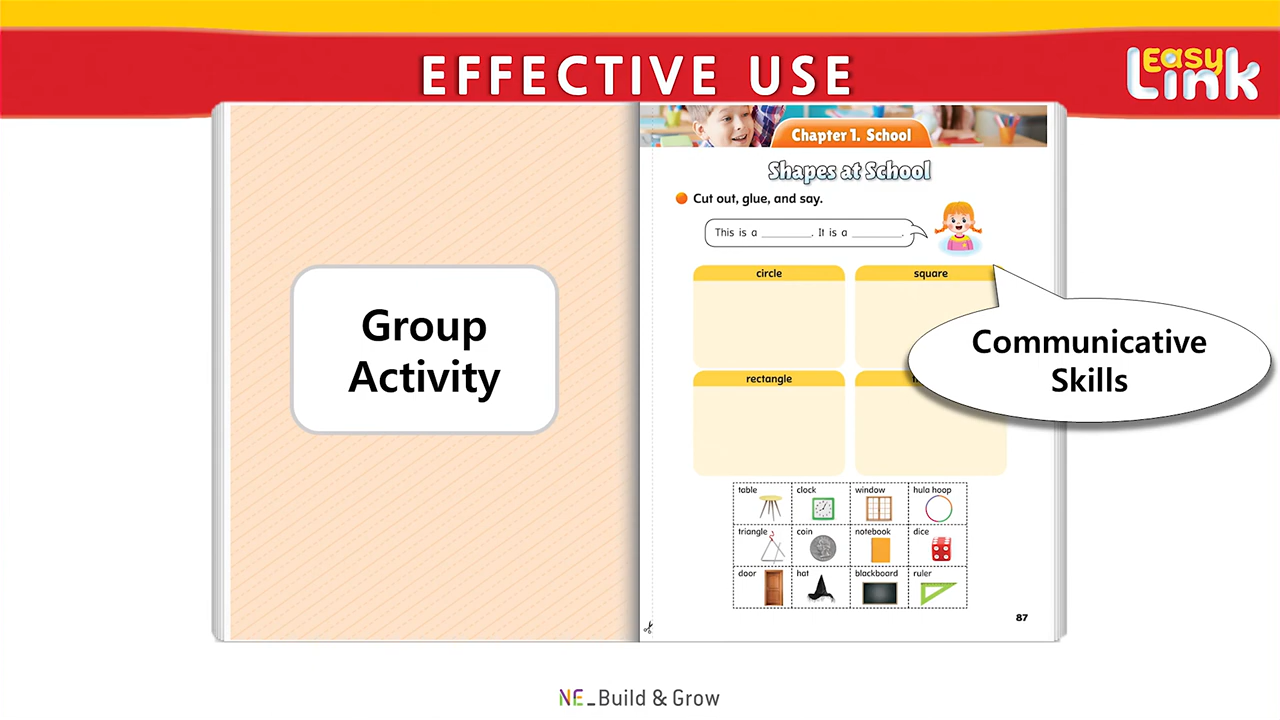 EFFECTIVE USE
Easy
Link
Chapter 1. School
Shapes at School
Cut out, glue, and say.
This is a ________. It is a ________.
circle
square
Group
Activity
Communicative
Skills
rectangle
table
clock
window
hula hoop
triangle
coin
notebook
dice
door
hat
blackboard
ruler
87
NE_Build & Grow